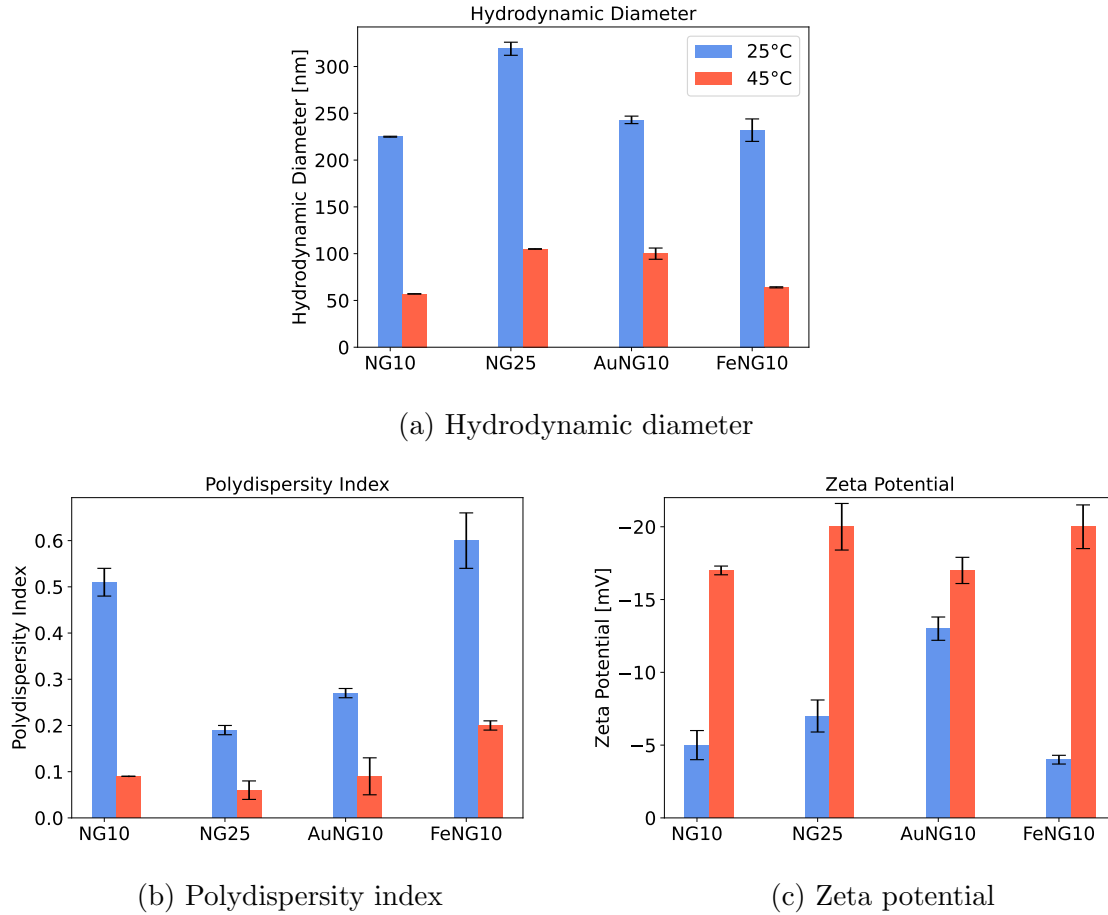 Hydrodynamic Diameter
Hydrodynamic Diameter [nm]
300
250
200
150
100
50
0
25°C
45°C
NG10 NG25 AuNG10 FeNG10
(a) Hydrodynamic diameter
Polydispersity Index
Polydispersity Index
0.6
0.5
0.4
0.3
0.2
0.1
0.0
NG10 NG25 AuNG10 FeNG10
(b) Polydispersity index
Zeta Potential
Zeta Potential [mV]
−20
−15
−10
−5
0
NG10 NG25 AuNG10 FeNG10
(c) Zeta potential